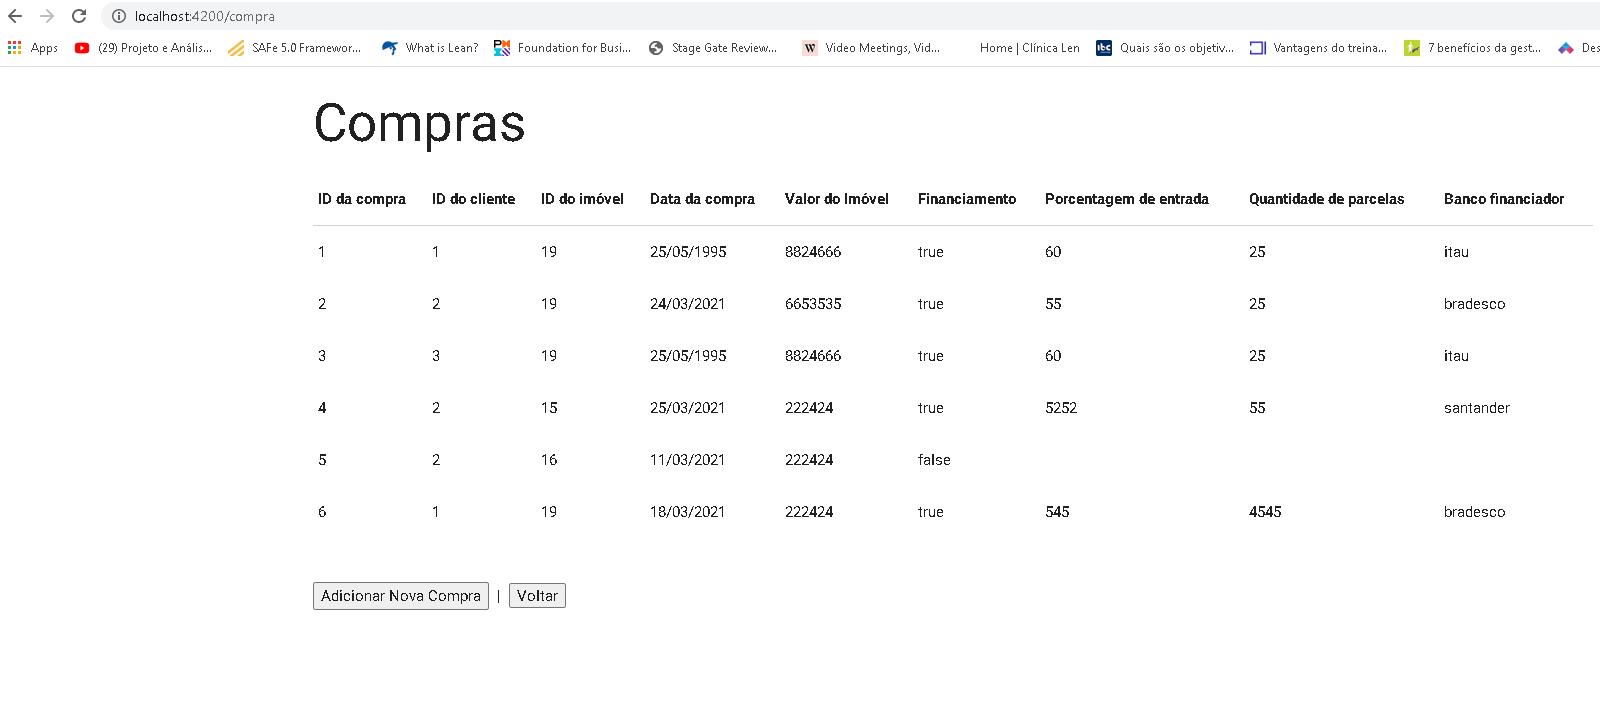 localhost:4200/compra
Apps (29) Projeto e Anális... SAFe 5.0 Framewor... What is Lean? Foundation for Busi... Stage Gate Review... W Video Meetings, Vid... Home | Clínica Len ibc Quais são os objetiv... Vantagens do treina... 7 benefícios da gest... Des
Compras
ID da compra ID do cliente ID do imóvel Data da compra Valor do Imóvel Financiamento Porcentagem de entrada Quantidade de parcelas Banco financiador
1 1 19 25/05/1995 8824666 true 60 25 itau
2 2 19 24/03/2021 6653535 true 55 25 bradesco
3 3 19 25/05/1995 8824666 true 60 25 itau
4 2 15 25/03/2021 222424 true 5252 55 santander
5 2 16 11/03/2021 222424 false
6 1 19 18/03/2021 222424 true 545 4545 bradesco
Adicionar Nova Compra | Voltar